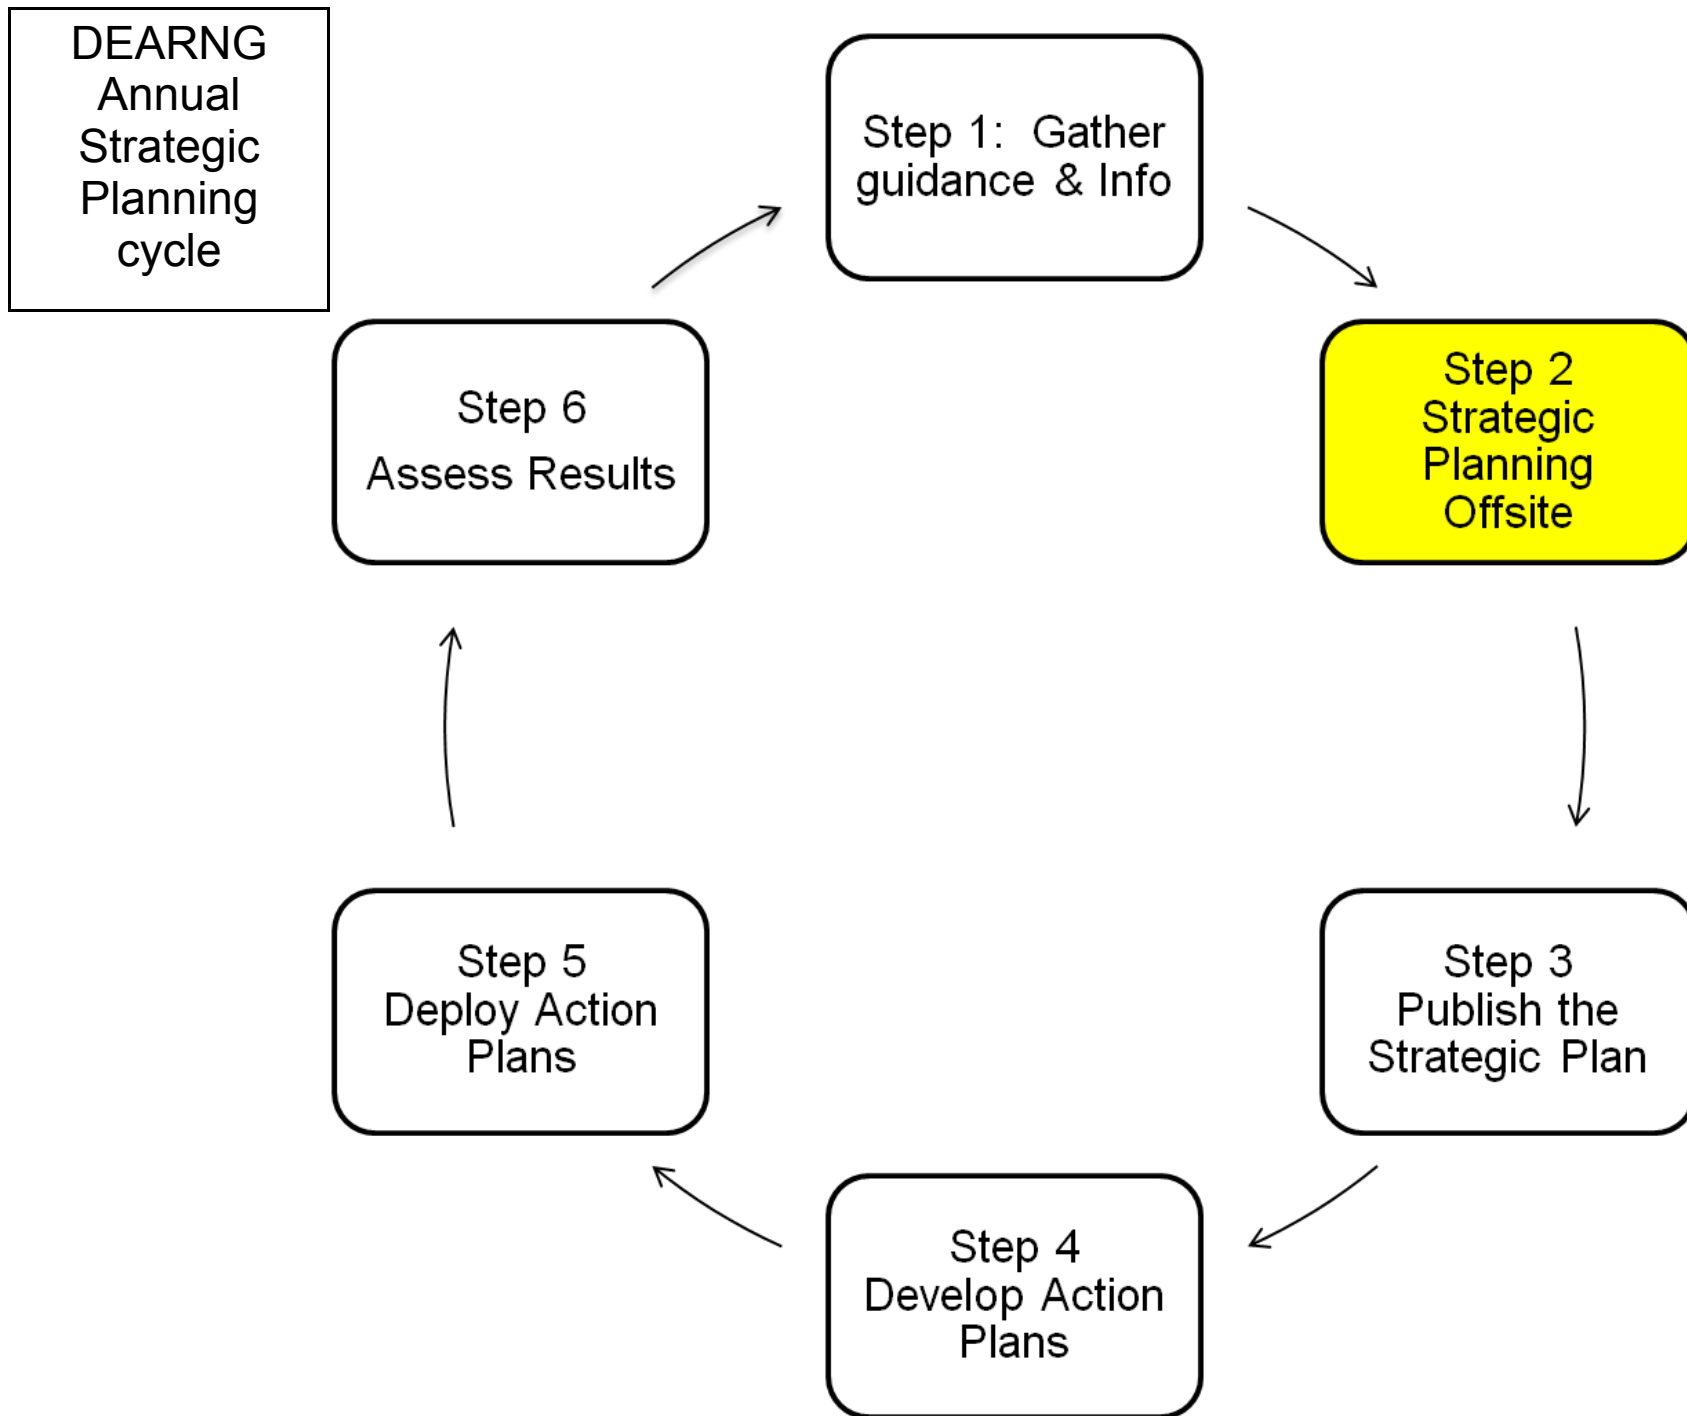 DEARNG
Annual
Strategic
Planning
cycle
Step 1: Gather
guidance & Info
Step 2
Strategic
Planning
Offsite
Step 3
Publish the
Strategic Plan
Step 4
Develop Action
Plans
Step 5
Deploy Action
Plans
Step 6
Assess Results